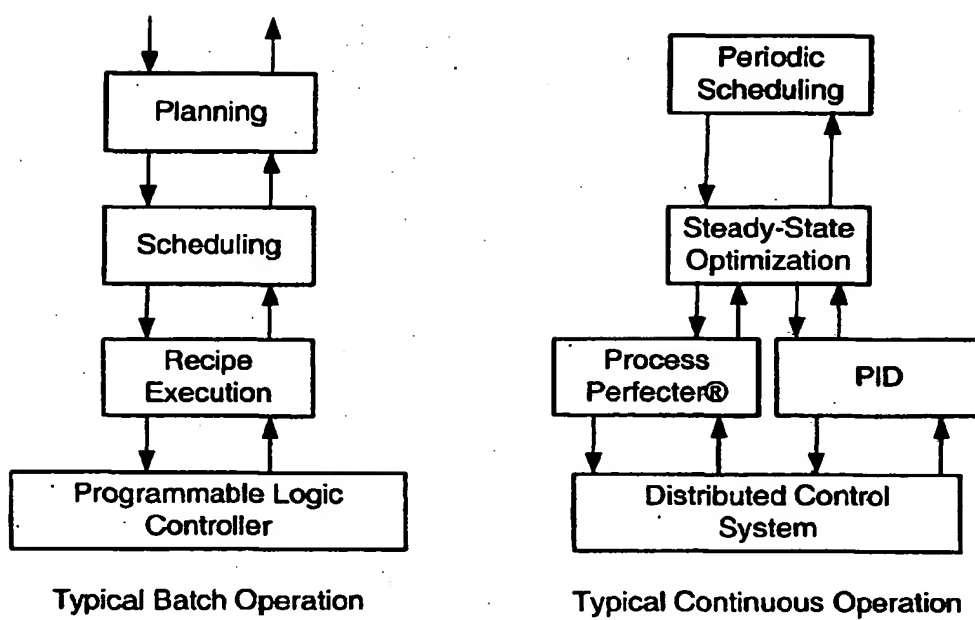 Planning
Scheduling
Recipe
Execution
Programmable Logic
Controller
Typical Batch Operation
Periodic
Scheduling
Steady-State
Optimization
Process
Perfecter®
PID
Distributed Control
System
Typical Continuous Operation